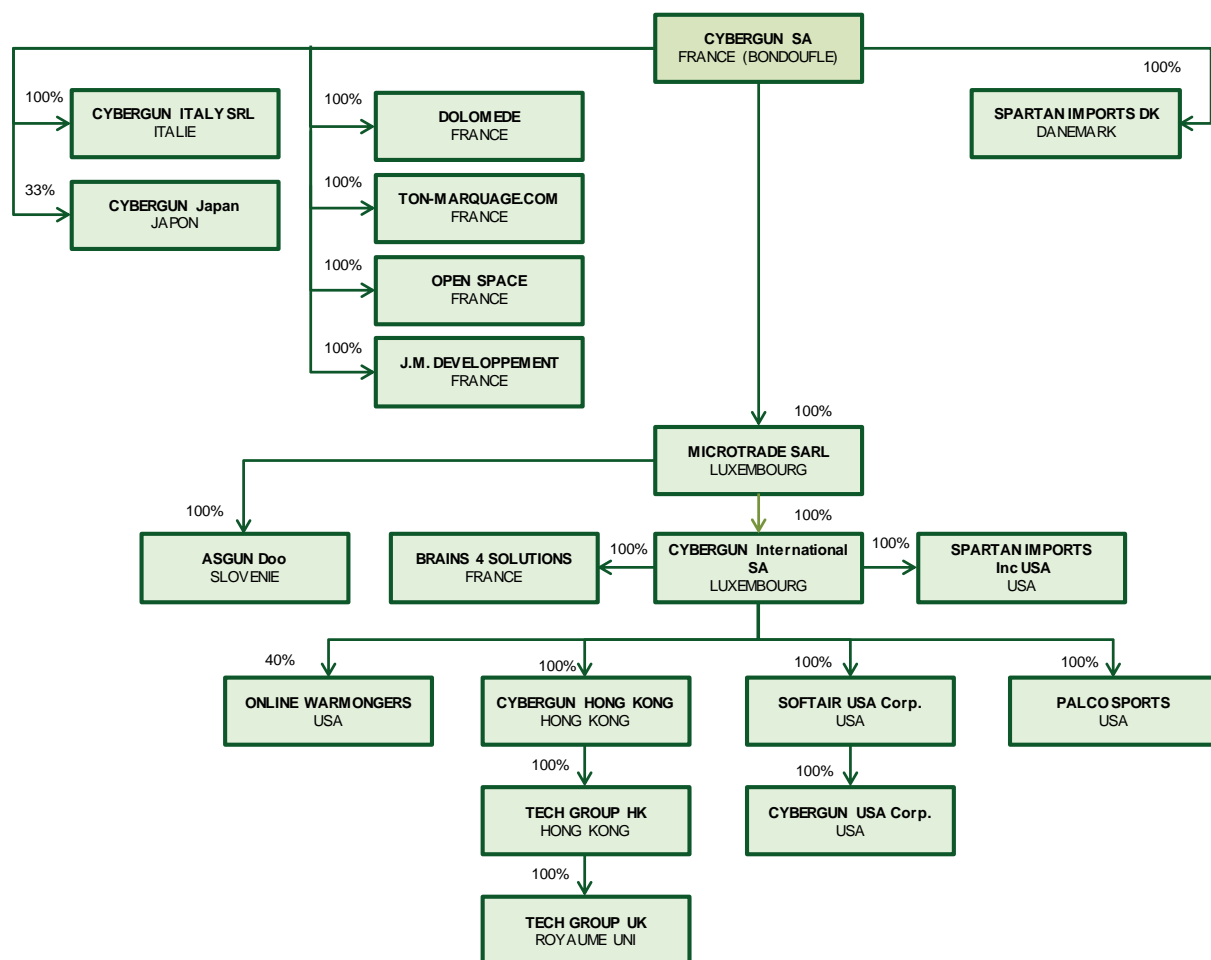 CYBERGUN SA
FRANCE (BONDOUFLE)
100%
100%
CYBERGUN ITALY SRL
ITALIE
100%
DOLOMEDE
FRANCE
SPARTAN IMPORTS DK
DANEMARK
33%
CYBERGUN Japan
JAPON
100%
TON-MARQUAGE.COM
FRANCE
100%
OPEN SPACE
FRANCE
100%
J.M. DEVELOPPEMENT
FRANCE
100%
MICROTRADE SARL
LUXEMBOURG
100%
100%
ASGUN Doo
SLOVENIE
BRAINS 4 SOLUTIONS
FRANCE
100%
CYBERGUN International
SA
LUXEMBOURG
100%
SPARTAN IMPORTS
Inc USA
USA
40%
100%
100%
100%
ONLINE WARMONGERS
USA
CYBERGUN HONG KONG
HONG KONG
SOFTAIR USA Corp.
USA
PALCO SPORTS
USA
100%
100%
TECH GROUP HK
HONG KONG
CYBERGUN USA Corp.
USA
100%
TECH GROUP UK
ROYAUME UNI